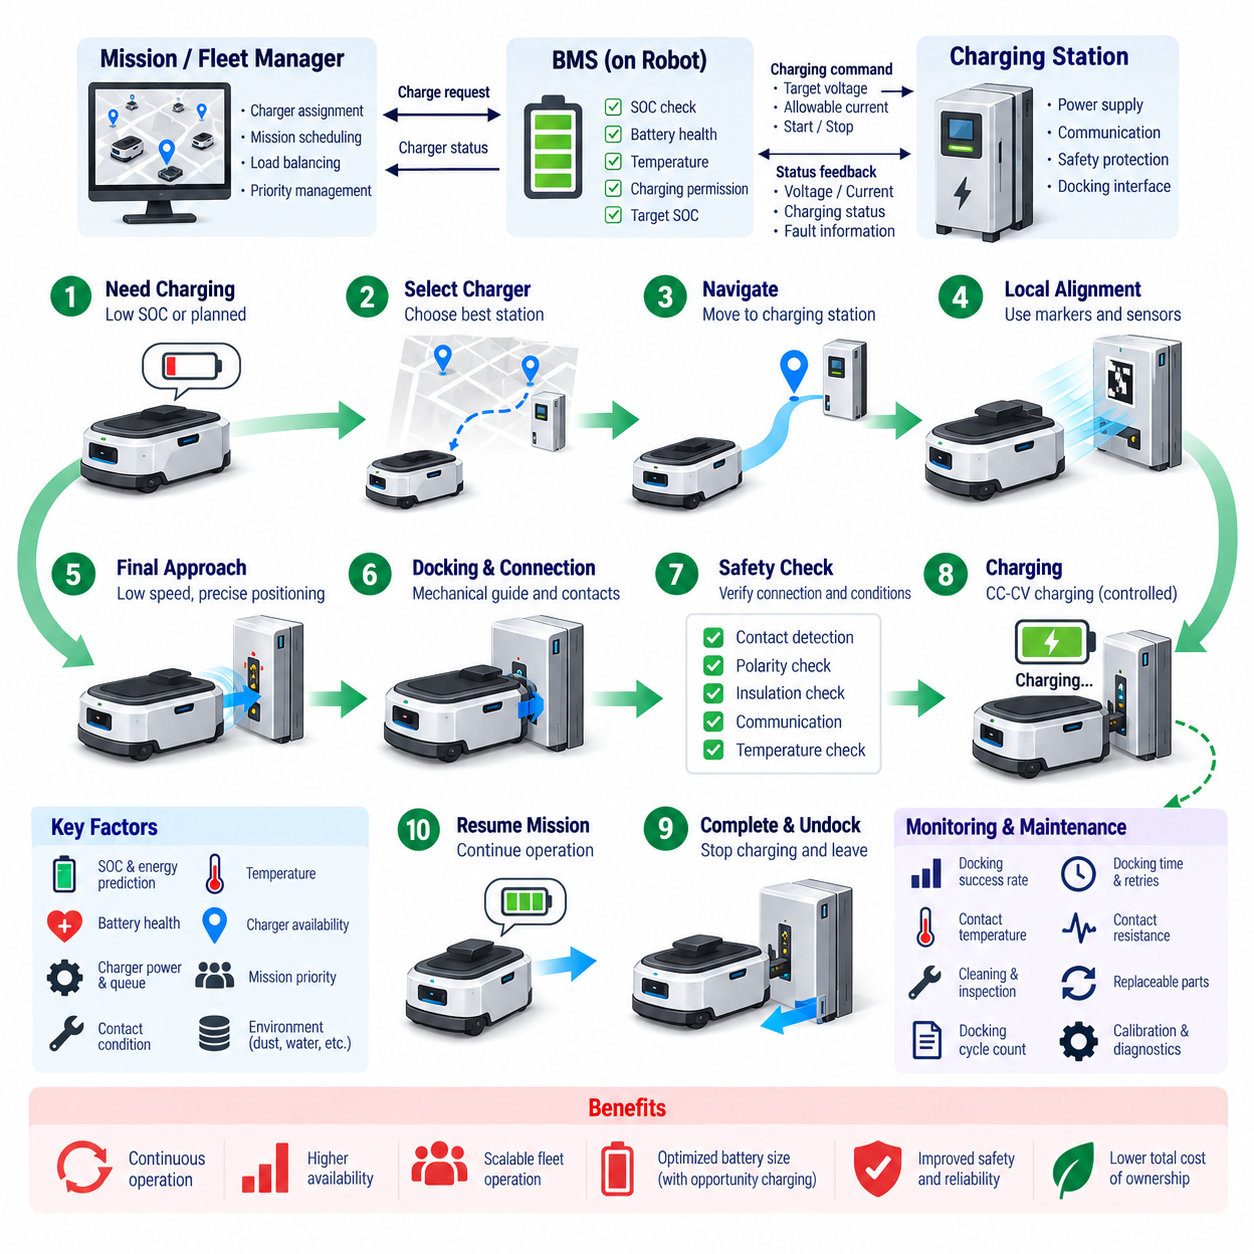 Mission / Fleet Manager
• Charger assignment
• Mission scheduling
• Load balancing
• Priority management
Charge request
Charger status
BMS (on Robot)
SOC check
Battery health
Temperature
Charging permission
Target SOC
Charging command
• Target voltage
• Allowable current
• Start / Stop
Status feedback
• Voltage / Current
• Charging status
• Fault information
Charging Station
• Power supply
• Communication
• Safety protection
• Docking interface
1 Need Charging
Low SOC or planned
2 Select Charger
Choose best station
3 Navigate
Move to charging station
4 Local Alignment
Use markers and sensors
5 Final Approach
Low speed, precise positioning
6 Docking & Connection
Mechanical guide and contacts
7 Safety Check
Verify connection and conditions
Contact detection
Polarity check
Insulation check
Communication
Temperature check
8 Charging
CC-CV charging (controlled)
Charging...
Key Factors
SOC & energy
prediction
Temperature
Battery health
Charger availability
Charger power
& queue
Mission priority
Contact
condition
Environment
(dust, water, etc.)
10 Resume Mission
Continue operation
9 Complete & Undock
Stop charging and leave
Monitoring & Maintenance
Docking
success rate
Docking time
& retries
Contact
temperature
Contact
resistance
Cleaning &
inspection
Replaceable parts
Docking
cycle count
Calibration &
diagnostics
Benefits
Continuous
operation
Higher
availability
Scalable fleet
operation
Optimized battery size
(with opportunity charging)
Improved safety
and reliability
Lower total cost
of ownership